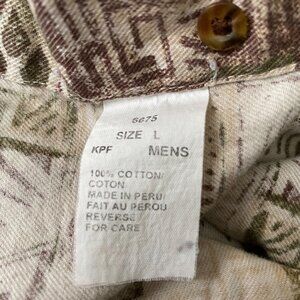 6675
SIZE L
KPF MENS
100% COTTON/
COTON
MADE IN PERU/
FAIT AU PEROU
REVERSE
FOR CARE